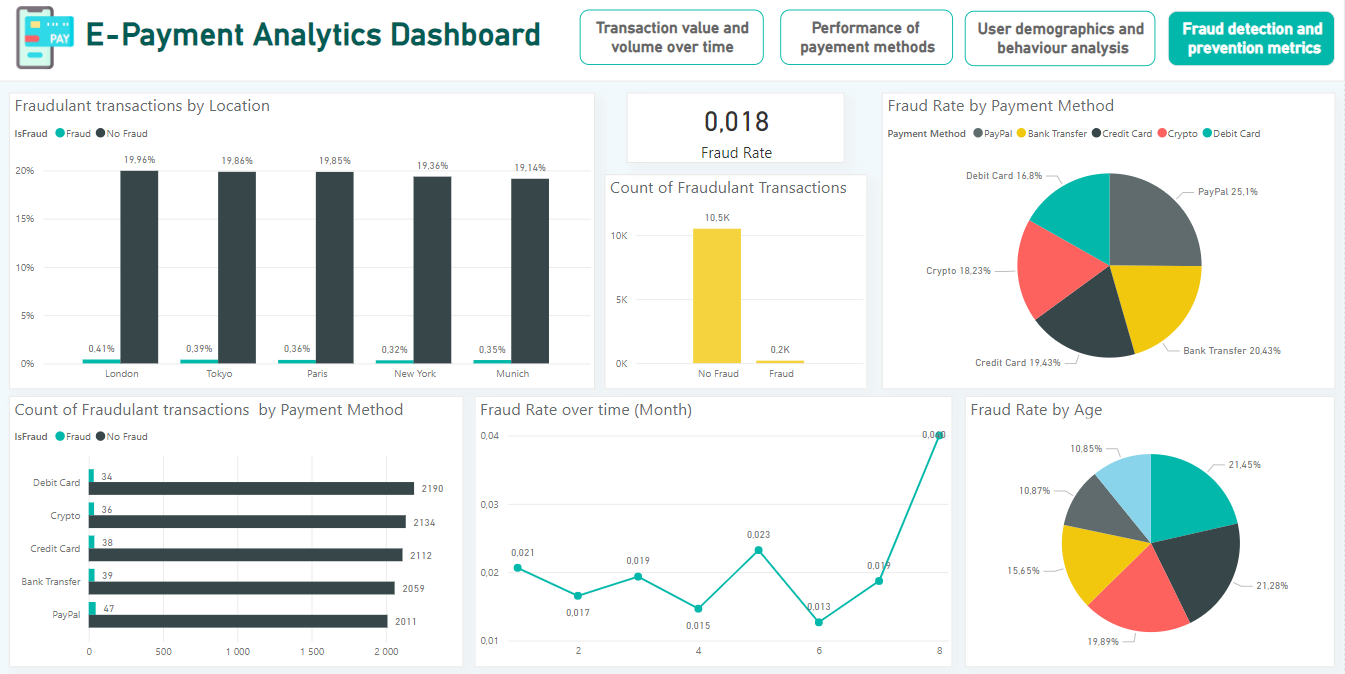 PAY
E-Payment Analytics Dashboard
Transaction value and
volume over time
Performance of
payement methods
User demographics and
behaviour analysis
Fraud detection and
prevention metrics
Fraudulant transactions by Location
IsFraud Fraud No Fraud
20%
15%
10%
5%
0%
19,96%
19,86%
19,85%
19,36%
19,14%
0,41%
0,39%
0,36%
0,32%
0,35%
London
Tokyo
Paris
New York
Munich
0,018
Fraud Rate
Count of Fraudulant Transactions
10K
5K
0K
10,5K
0,2K
No Fraud
Fraud
Fraud Rate by Payment Method
Payment Method PayPal Bank Transfer Credit Card Crypto Debit Card
Debit Card 16,8%
PayPal 25,1%
Crypto 18,23%
Bank Transfer 20,43%
Credit Card 19,43%
Count of Fraudulant transactions by Payment Method
IsFraud Fraud No Fraud
Debit Card
34
2190
Crypto
36
2134
Credit Card
38
2112
Bank Transfer
39
2059
PayPal
47
2011
0
500
1 000
1 500
2 000
Fraud Rate over time (Month)
0,04
0,03
0,02
0,01
0,021
0,017
0,019
0,015
0,023
0,013
0,019
0,040
2
4
6
8
Fraud Rate by Age
10,85%
21,45%
10,87%
15,65%
21,28%
19,89%